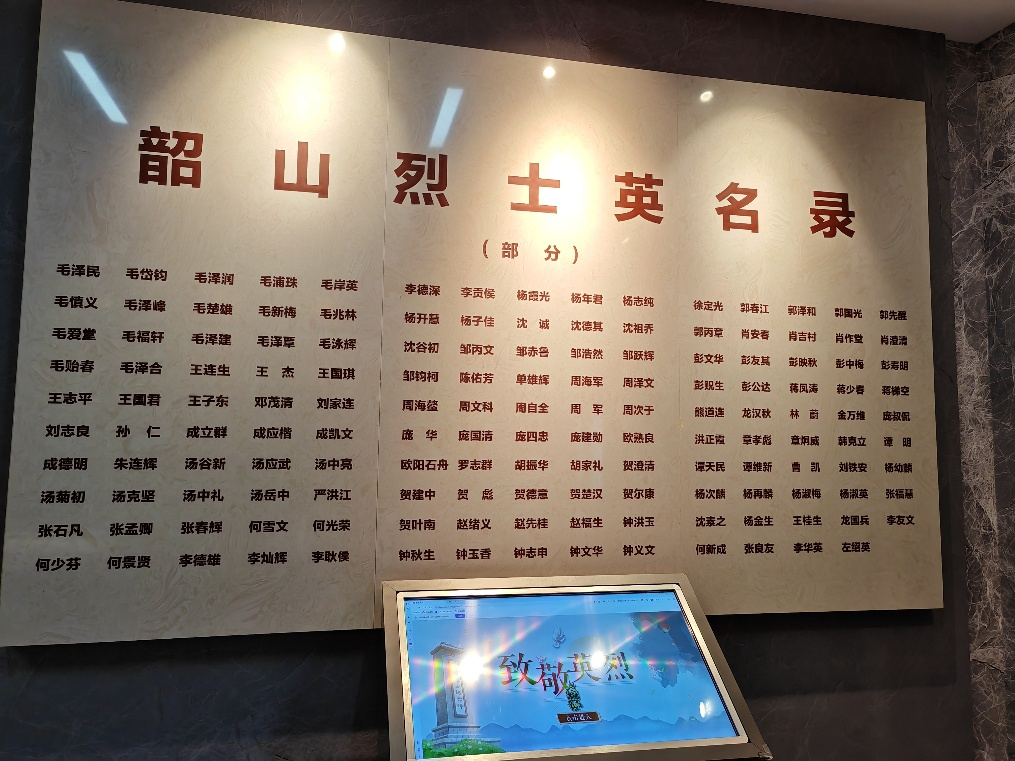 韶山烈士英名录
（部分）
毛泽民 毛岱钧 毛泽润 毛浦珠 毛岸英
毛慎义 毛泽峰 毛楚雄 毛新梅 毛兆林
毛爱堂 毛福轩 毛泽建 毛泽覃 毛泳辉
毛贻春 毛泽合 王连生 王杰 王国琪
王志平 王国君 王子东 邓茂清 刘家连
刘志良 孙仁 成立群 成应楷 成凯文
成德明 朱连辉 汤谷新 汤应武 汤中亮
汤菊初 汤克坚 汤中礼 汤岳中 严洪江
张石凡 张孟卿 张春辉 何雪文 何光荣
何少芬 何景贤 李德雄 李灿辉 李耿侯
李德深 李贡侯 杨霞光 杨年君 杨志纯
杨开慧 杨子佳 沈诚 沈德其 沈祖乔
沈谷初 邹丙文 邹赤鲁 邹浩然 邹跃辉
邹钧柯 陈佑芳 单雄辉 周海军 周泽文
周海鳌 周文科 周自全 周军 周次于
庞华 庞国清 庞四忠 庞建勋 欧熟良
欧阳石舟 罗志群 胡振华 胡家礼 贺澄清
贺建中 贺彪 贺德意 贺楚汉 贺尔康
贺叶南 赵绪义 赵先桂 赵福生 钟洪玉
钟秋生 钟玉香 钟志申 钟文华 钟义文
徐定光 郭春江 郭泽和 郭国光 郭先醒
郭丙章 肖安春 肖吉村 肖作堂 肖澄清
彭文华 彭友其 彭映秋 彭中梅 彭寿明
彭贶生 彭公达 蒋凤涛 蒋少春 蒋梯空
熊道连 龙汉秋 林蔚 金万维 庞叔侃
洪正霞 章孝彪 章炳威 韩克立 谭明
谭天民 谭维新 曹凯 刘铁安 杨幼麟
杨次麟 杨再麟 杨淑梅 杨淑英 张福慧
沈泰之 杨金生 王桂生 龙国兵 李友文
何新成 张良友 李华英 左绍英
致敬英烈
点击进入